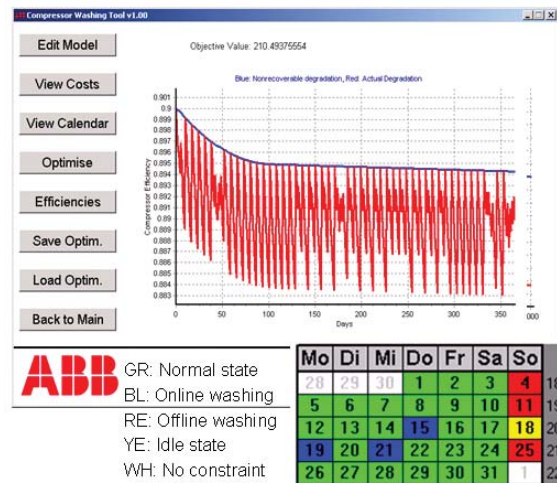 Compressor Washing Tool v1.00
Edit Model
View Costs
View Calendar
Optimise
Efficiencies
Save Optim.
Load Optim.
Back to Main
Objective Value: 210.49375554
Blue: Nonrecoverable degradation, Red: Actual Degradation
Compressor Efficiency
0.901
0.9
0.899
0.898
0.897
0.896
0.895
0.894
0.893
0.892
0.891
0.89
0.889
0.888
0.887
0.886
0.885
0.884
0.883
0 50 100 150 200 250 300 350 000
Days
ABB
GR: Normal state
BL: Online washing
RE: Offline washing
YE: Idle state
WH: No constraint
Mo Di Mi Do Fr Sa So
28 29 30 1 2 3 4 18
5 6 7 8 9 10 11 19
12 13 14 15 16 17 18 20
19 20 21 22 23 24 25 21
26 27 28 29 30 31 1 22